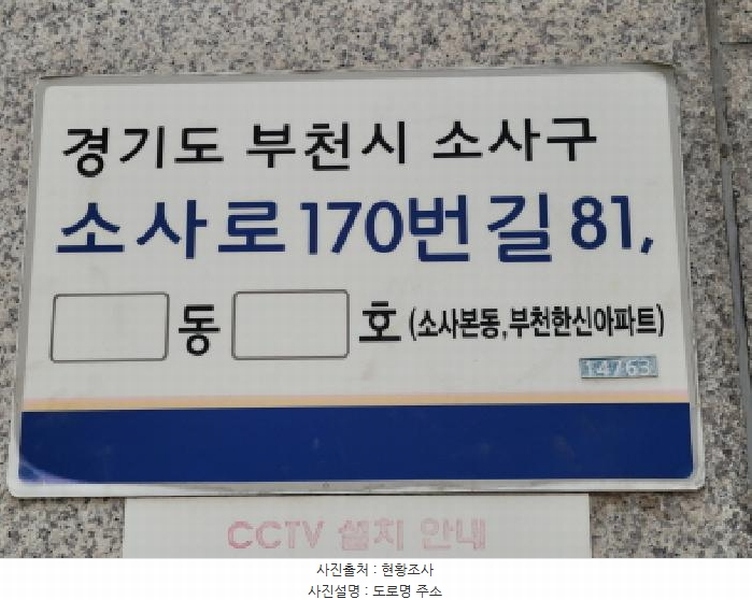 경기도 부천시 소사구
소사로170번길 81,
동 호 (소사본동,부천한신아파트)
14763
CCTV 설치 안내
사진출처 : 현황조사
사진설명 : 도로명 주소